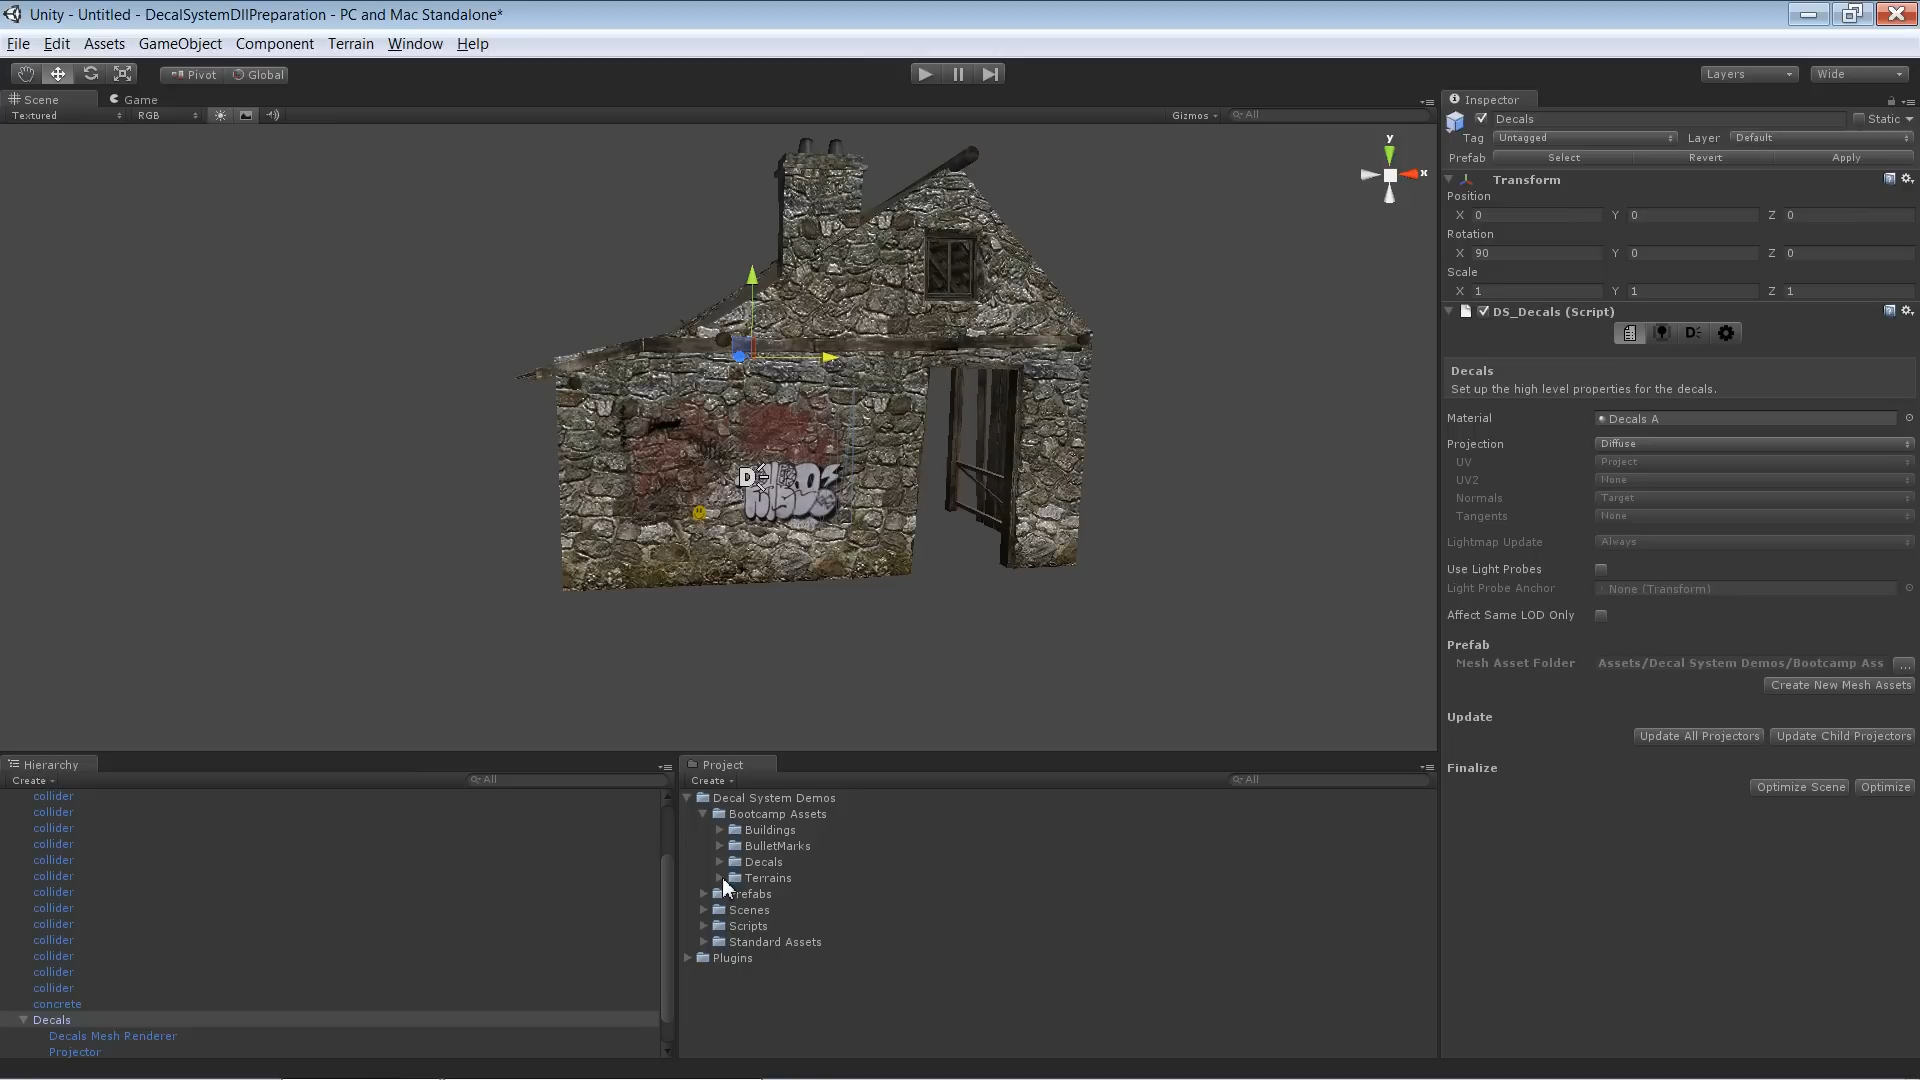 Unity - Untitled - DecalSystemDllPreparation - PC and Mac Standalone*
File Edit Assets GameObject Component Terrain Window Help
Pivot Global Layers Wide
Scene Game
Textured RGB Gizmos All
Inspector
Decals Static
Tag Untagged Layer Default
Prefab Select Revert Apply
Transform
Position
X 0 Y 0 Z 0
Rotation
X 90 Y 0 Z 0
Scale
X 1 Y 1 Z 1
DS_Decals (Script)
D
Decals
Set up the high level properties for the decals.
Material Decals A
Projection Diffuse
UV Project
UV2 None
Normals Target
Tangents None
Lightmap Update Always
Use Light Probes
Light Probe Anchor None (Transform)
Affect Same LOD Only
Prefab
Mesh Asset Folder Assets/Decal System Demos/Bootcamp Ass ...
Create New Mesh Assets
Update
Update All Projectors Update Child Projectors
Finalize
Optimize Scene Optimize
y
x
D
Hierarchy
Create All
collider
collider
collider
collider
collider
collider
collider
collider
collider
collider
collider
collider
collider
concrete
Decals
Decals Mesh Renderer
Projector
Project
Create All
Decal System Demos
Bootcamp Assets
Buildings
BulletMarks
Decals
Terrains
refabs
Scenes
Scripts
Standard Assets
Plugins